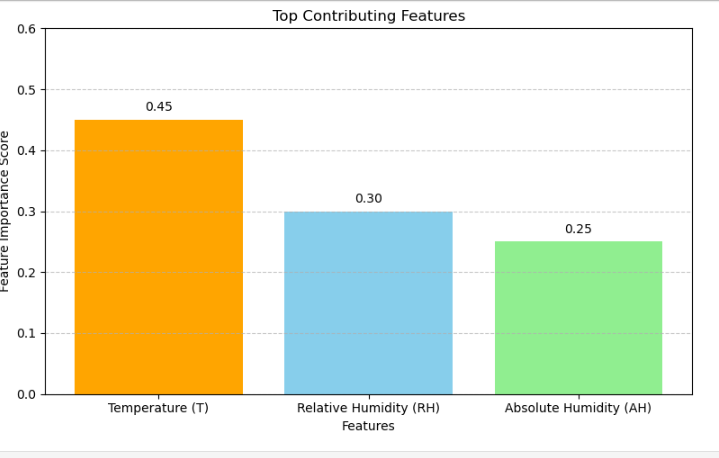 Top Contributing Features
0.6
0.5
0.4
0.3
0.2
0.1
0.0
Feature Importance Score
0.45
0.30
0.25
Temperature (T)
Relative Humidity (RH)
Absolute Humidity (AH)
Features